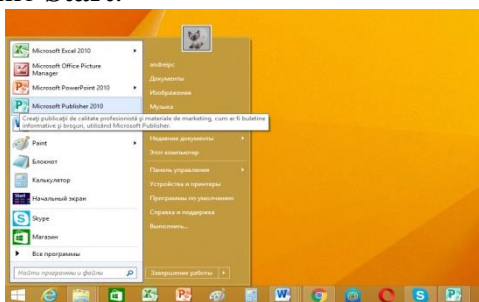 me Start.
Microsoft Excel 2010
Microsoft Office Picture
Manager
Microsoft PowerPoint 2010
Microsoft Publisher 2010
Creați publicații de calitate profesionistă și materiale de marketing, cum ar fi buletine
informative și broșuri, utilizând Microsoft Publisher.
Paint
Блокнот
Калькулятор
Начальный экран
Skype
Магазин
Все программы
Найти программы и файлы
andreipc
Документы
Изображения
Музыка
Недавние документы
Этот компьютер
Панель управления
Устройства и принтеры
Программы по умолчанию
Справка и поддержка
Выполнить...
Завершение работы